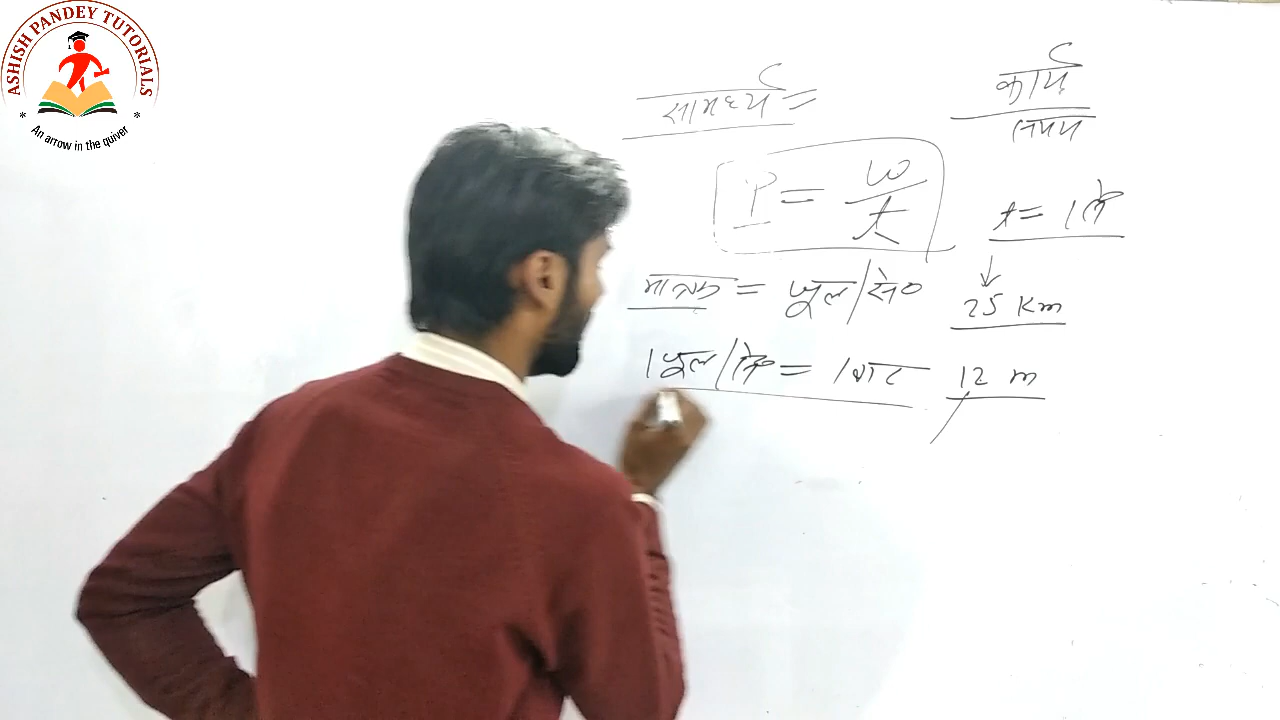 ASHISH PANDEY TUTORIALS
An arrow in the quiver
सामर्थ्य = कार्य / समय
P = W/t
t = 1 से
मात्रक = जूल/से०
25 Km
1 जूल/से० = 1 वाट
12 m